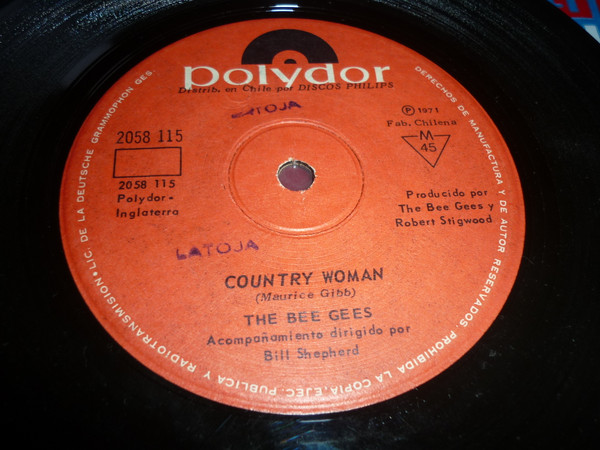 polydor
Distrib. en Chile por DISCOS PHILIPS
LATOJA
2058 115
2058 115
Polydor-
Inglaterra
℗ 1971
Fab. Chilena
M
45
Producido por
The Bee Gees y
Robert Stigwood
LATOJA
COUNTRY WOMAN
(Maurice Gibb)
THE BEE GEES
Acompañamiento dirigido por
Bill Shepherd
DERECHOS DE MANUFACTURA Y DE AUTOR RESERVADOS. PROHIBIDA LA COPIA, EJEC. PUBLICA Y RADIOTRANSMISION • LIC. DE LA DEUTSCHE GRAMMOPHON GES.